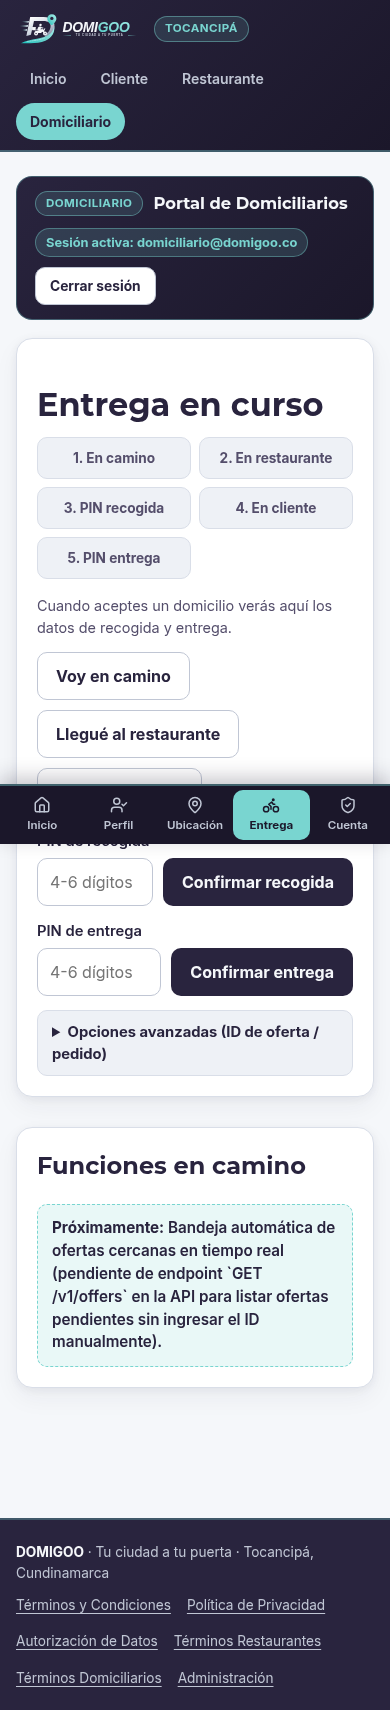 DOMIGOO
TU CIUDAD A TU PUERTA
TOCANCIPÁ
Inicio
Cliente
Restaurante
Domiciliario
DOMICILIARIO
Portal de Domiciliarios
Sesión activa: domiciliario@domigoo.co
Cerrar sesión
Entrega en curso
1. En camino
2. En restaurante
3. PIN recogida
4. En cliente
5. PIN entrega
Cuando aceptes un domicilio verás aquí los
datos de recogida y entrega.
Voy en camino
Llegué al restaurante
Inicio
Perfil
Ubicación
Entrega
Cuenta
PIN de recogida
4-6 dígitos
Confirmar recogida
PIN de entrega
4-6 dígitos
Confirmar entrega
Opciones avanzadas (ID de oferta /
pedido)
Funciones en camino
Próximamente: Bandeja automática de
ofertas cercanas en tiempo real
(pendiente de endpoint `GET
/v1/offers` en la API para listar ofertas
pendientes sin ingresar el ID
manualmente).
DOMIGOO · Tu ciudad a tu puerta · Tocancipá,
Cundinamarca
Términos y Condiciones
Política de Privacidad
Autorización de Datos
Términos Restaurantes
Términos Domiciliarios
Administración